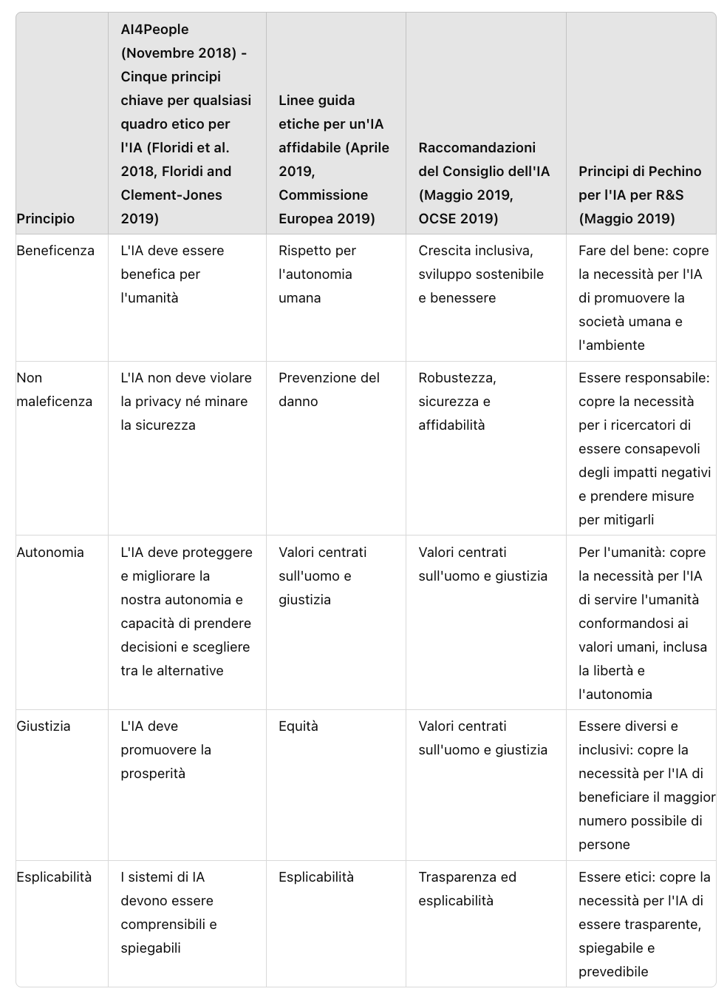 Principio
AI4People
(Novembre 2018) -
Cinque principi
chiave per qualsiasi
quadro etico per
l'IA (Floridi et al.
2018, Floridi and
Clement-Jones
2019)
Linee guida
etiche per un'IA
affidabile (Aprile
2019,
Commissione
Europea 2019)
Raccomandazioni
del Consiglio dell'IA
(Maggio 2019,
OCSE 2019)
Principi di Pechino
per l'IA per R&S
(Maggio 2019)
Beneficenza
L'IA deve essere
benefica per
l'umanità
Rispetto per
l'autonomia
umana
Crescita inclusiva,
sviluppo sostenibile
e benessere
Fare del bene: copre
la necessità per l'IA
di promuovere la
società umana e
l'ambiente
Non
maleficenza
L'IA non deve violare
la privacy né minare
la sicurezza
Prevenzione del
danno
Robustezza,
sicurezza e
affidabilità
Essere responsabile:
copre la necessità
per i ricercatori di
essere consapevoli
degli impatti negativi
e prendere misure
per mitigarli
Autonomia
L'IA deve proteggere
e migliorare la
nostra autonomia e
capacità di prendere
decisioni e scegliere
tra le alternative
Valori centrati
sull'uomo e
giustizia
Valori centrati
sull'uomo e giustizia
Per l'umanità: copre
la necessità per l'IA
di servire l'umanità
conformandosi ai
valori umani, inclusa
la libertà e
l'autonomia
Giustizia
L'IA deve
promuovere la
prosperità
Equità
Valori centrati
sull'uomo e giustizia
Essere diversi e
inclusivi: copre la
necessità per l'IA di
beneficiare il maggior
numero possibile di
persone
Esplicabilità
I sistemi di IA
devono essere
comprensibili e
spiegabili
Esplicabilità
Trasparenza ed
esplicabilità
Essere etici: copre la
necessità per l'IA di
essere trasparente,
spiegabile e
prevedibile